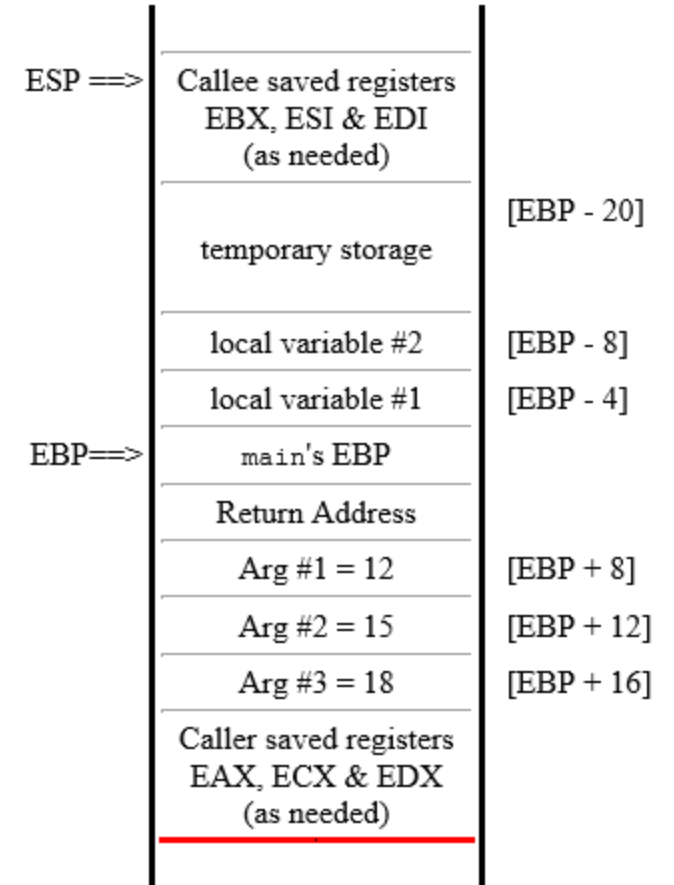 ESP ==>
Callee saved registers
EBX, ESI & EDI
(as needed)
[EBP - 20]
temporary storage
local variable #2
[EBP - 8]
local variable #1
[EBP - 4]
EBP==>
main's EBP
Return Address
Arg #1 = 12
[EBP + 8]
Arg #2 = 15
[EBP + 12]
Arg #3 = 18
[EBP + 16]
Caller saved registers
EAX, ECX & EDX
(as needed)